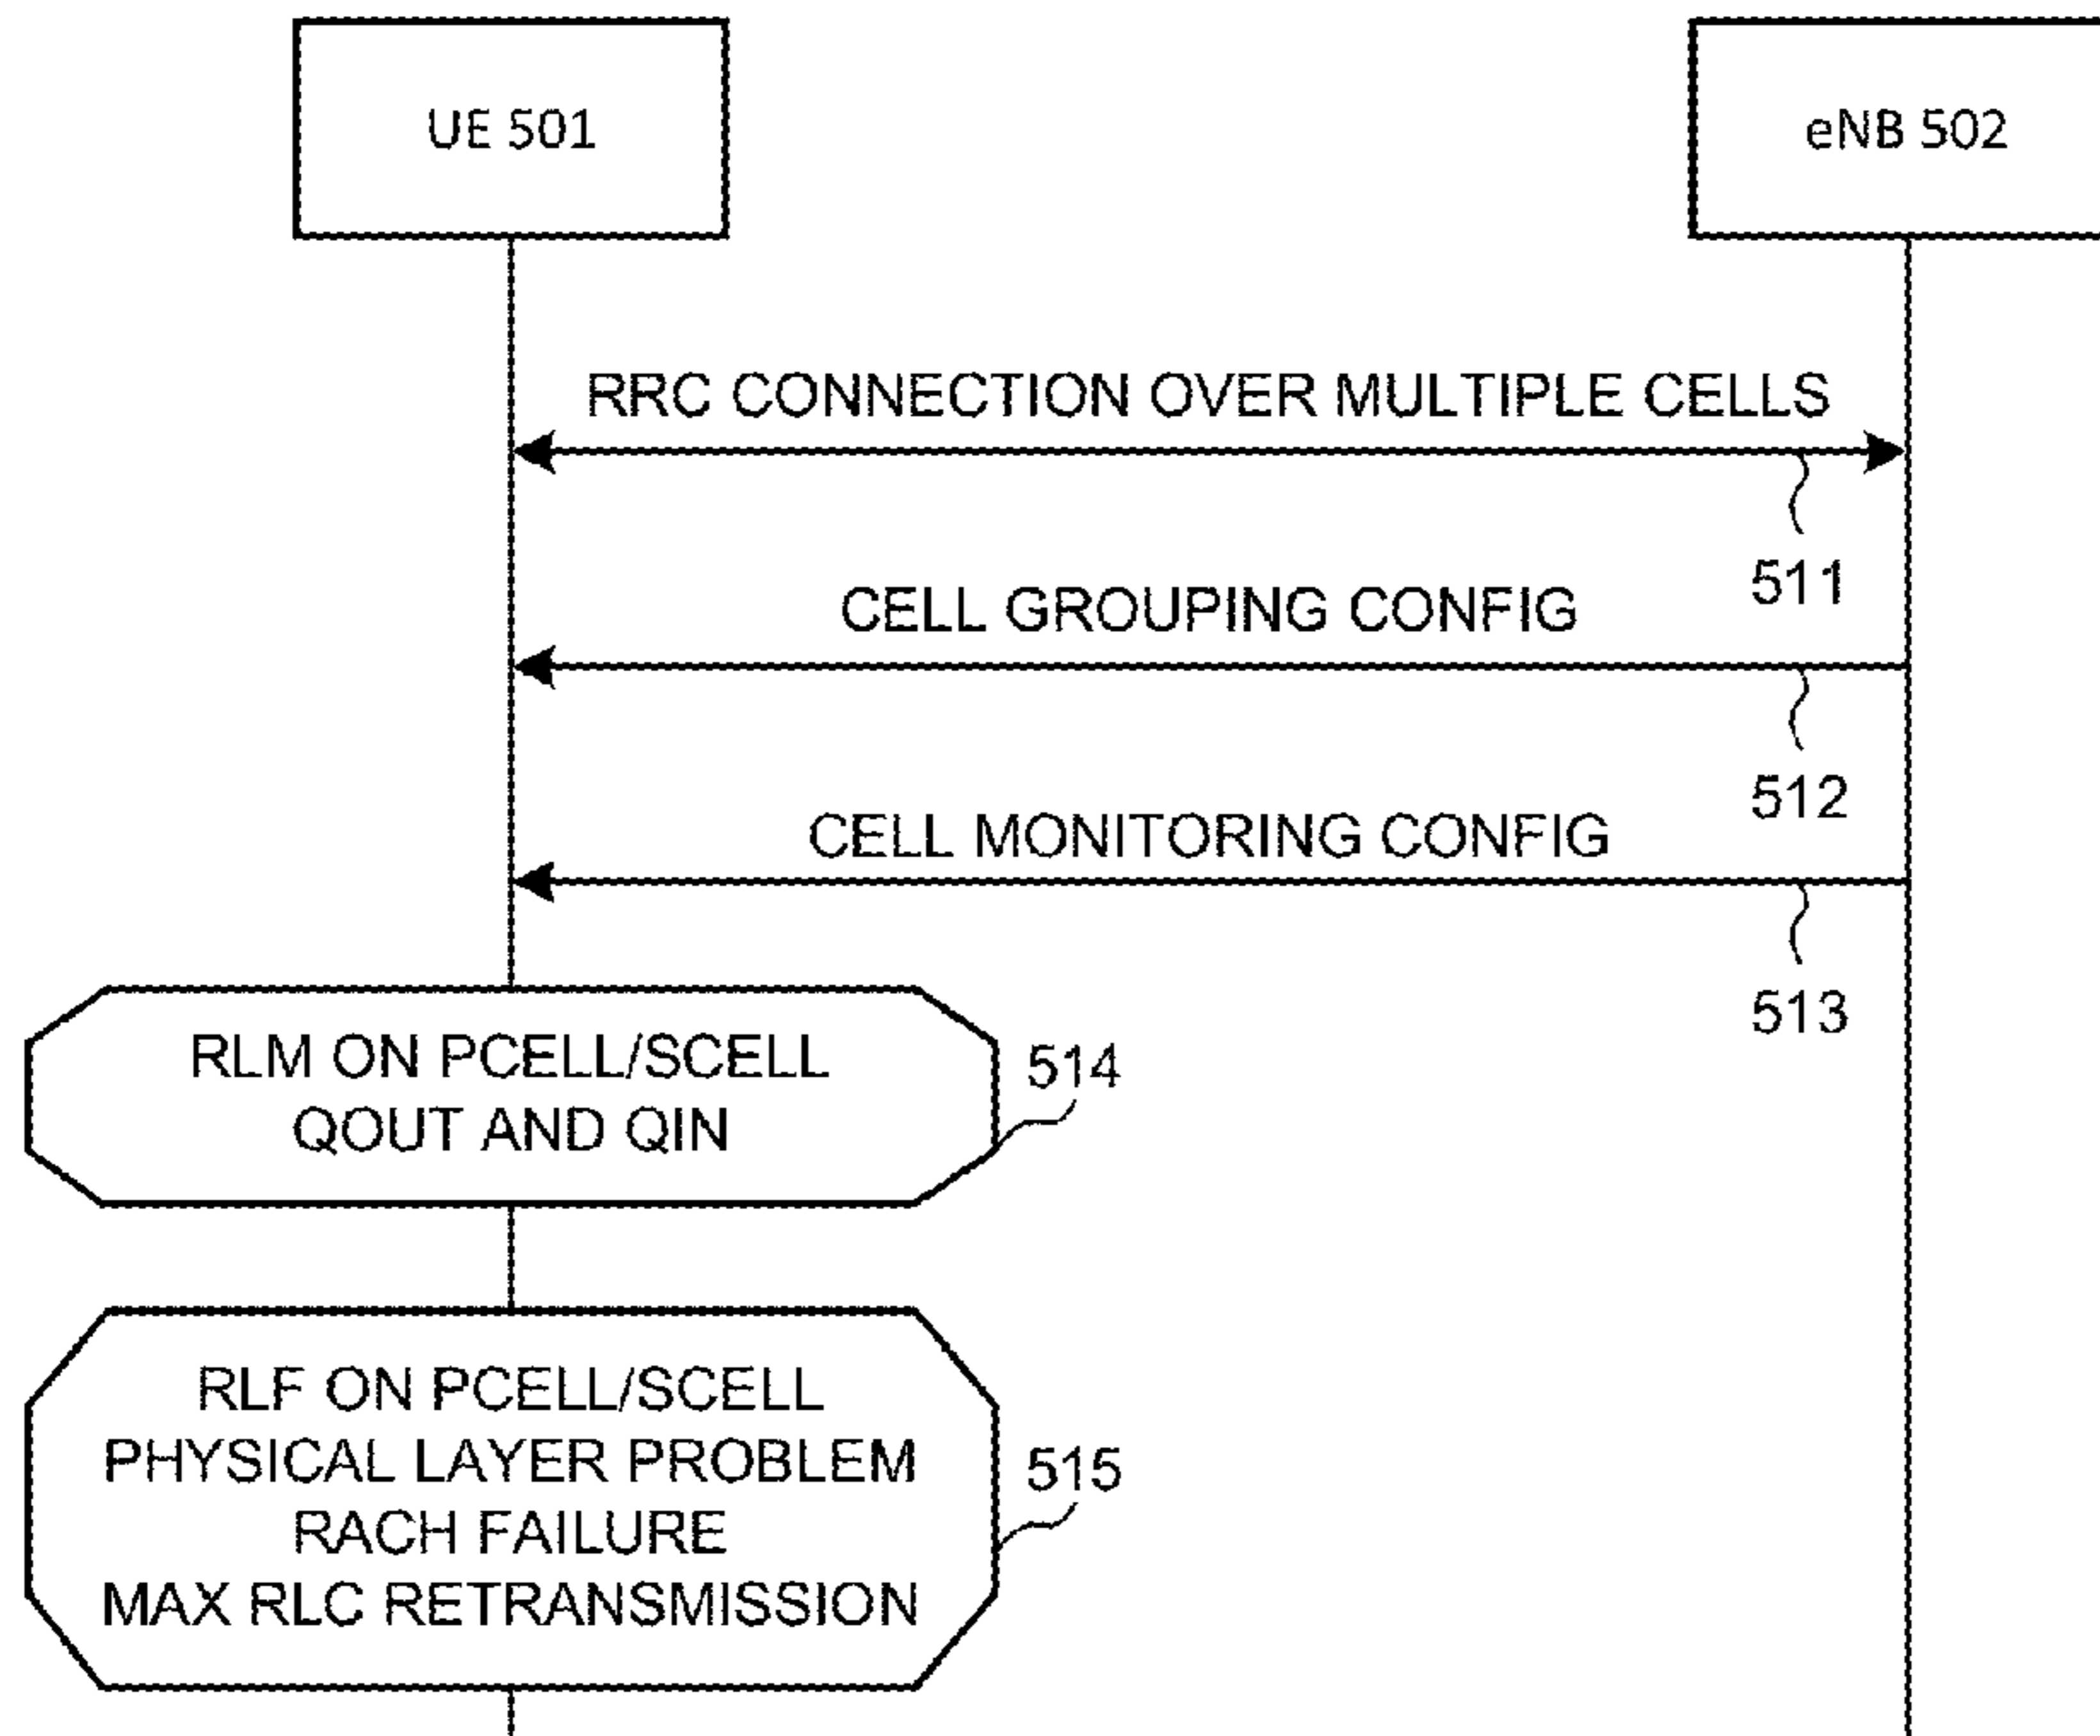 UE 501
eNB 502
RRC CONNECTION OVER MULTIPLE CELLS
511
CELL GROUPING CONFIG
512
CELL MONITORING CONFIG
513
RLM ON PCELL/SCELL
QOUT AND QIN
514
RLF ON PCELL/SCELL
PHYSICAL LAYER PROBLEM
RACH FAILURE
MAX RLC RETRANSMISSION
515